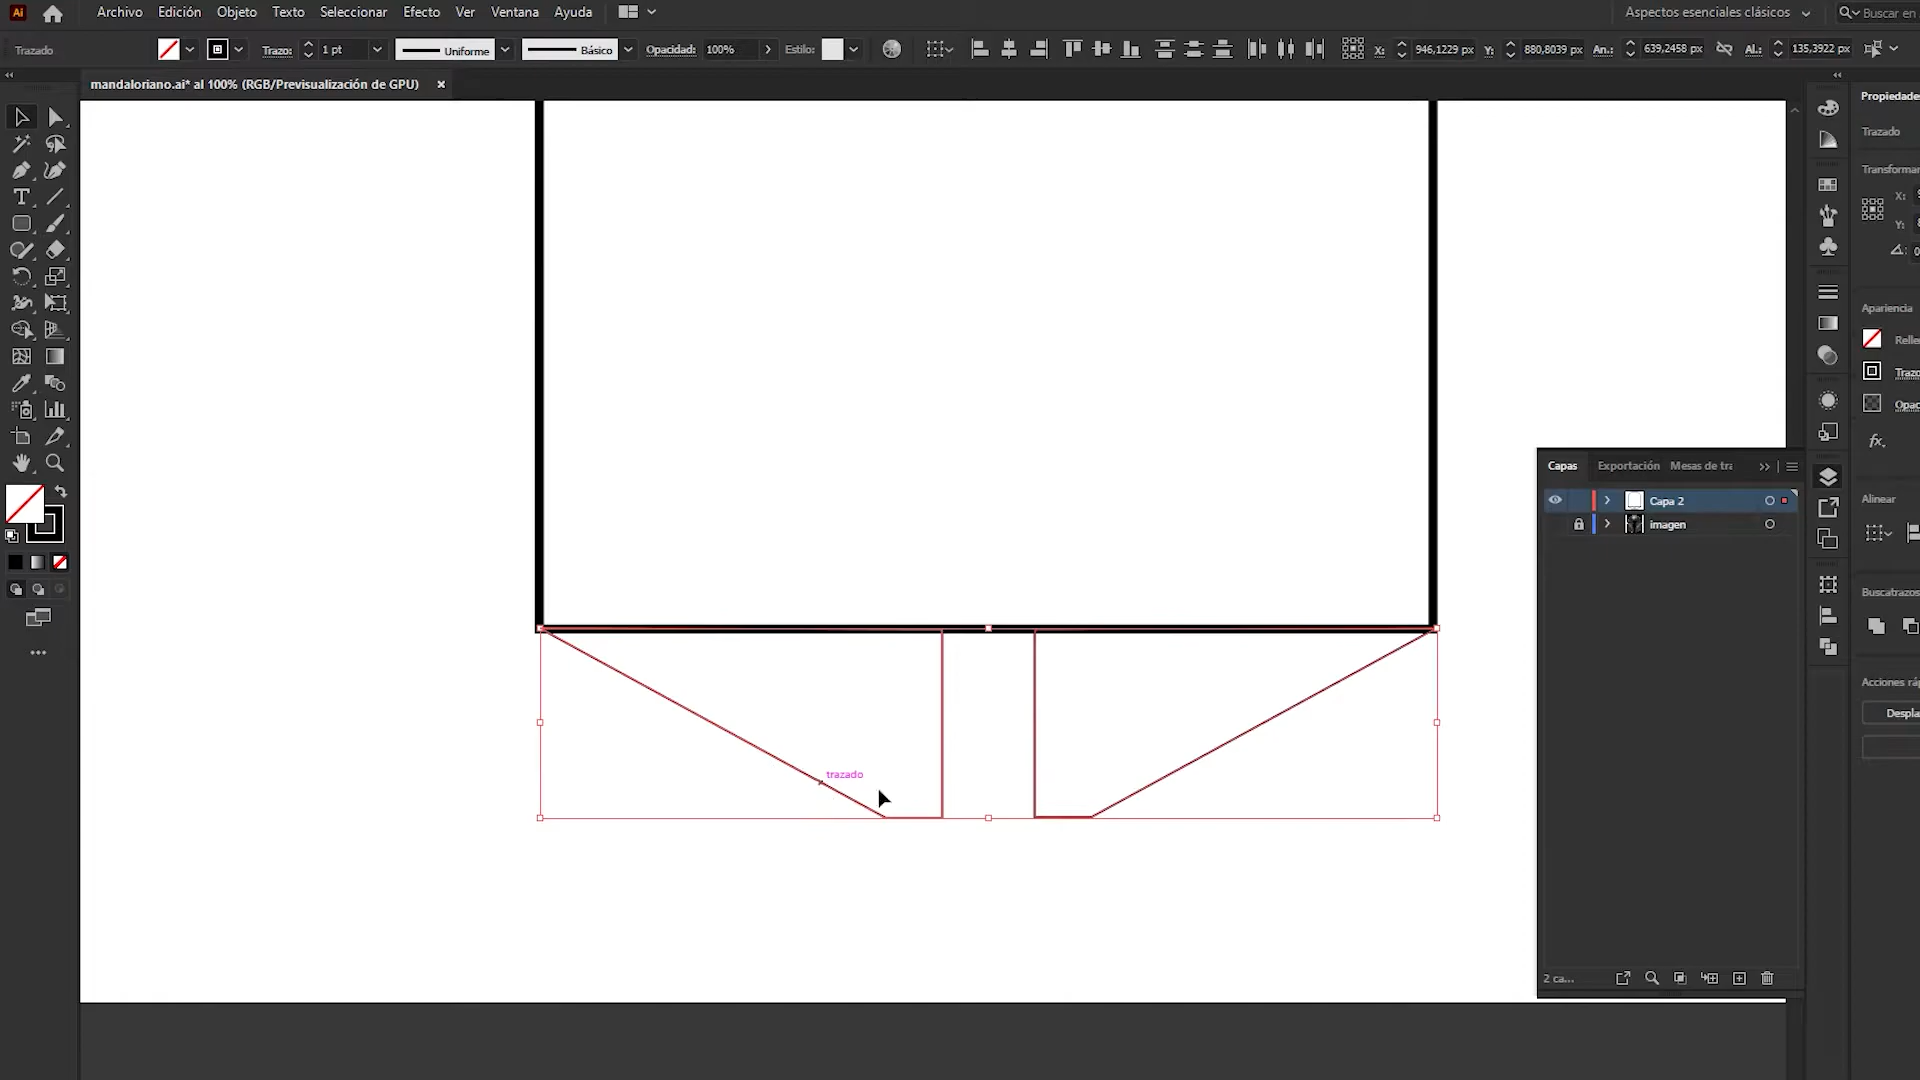 Ai Archivo Edición Objeto Texto Seleccionar Efecto Ver Ventana Ayuda Aspectos esenciales clásicos Buscar en
Trazado Trazo: 1 pt Uniforme Básico Opacidad: 100% Estilo: X: 946,1229 px Y: 880,8039 px An.: 639,2458 px Al.: 135,3922 px
mandaloriano.ai* al 100% (RGB/Previsualización de GPU) ×
Propiedades
Trazado
Transformar
X:
Y:
Apariencia
Relle
Trazo
Opac
fx
Capas Exportación Mesas de tra
Capa 2
imagen
Alinear
Buscatrazos
Acciones ráp
Despla
trazado
2 ca...